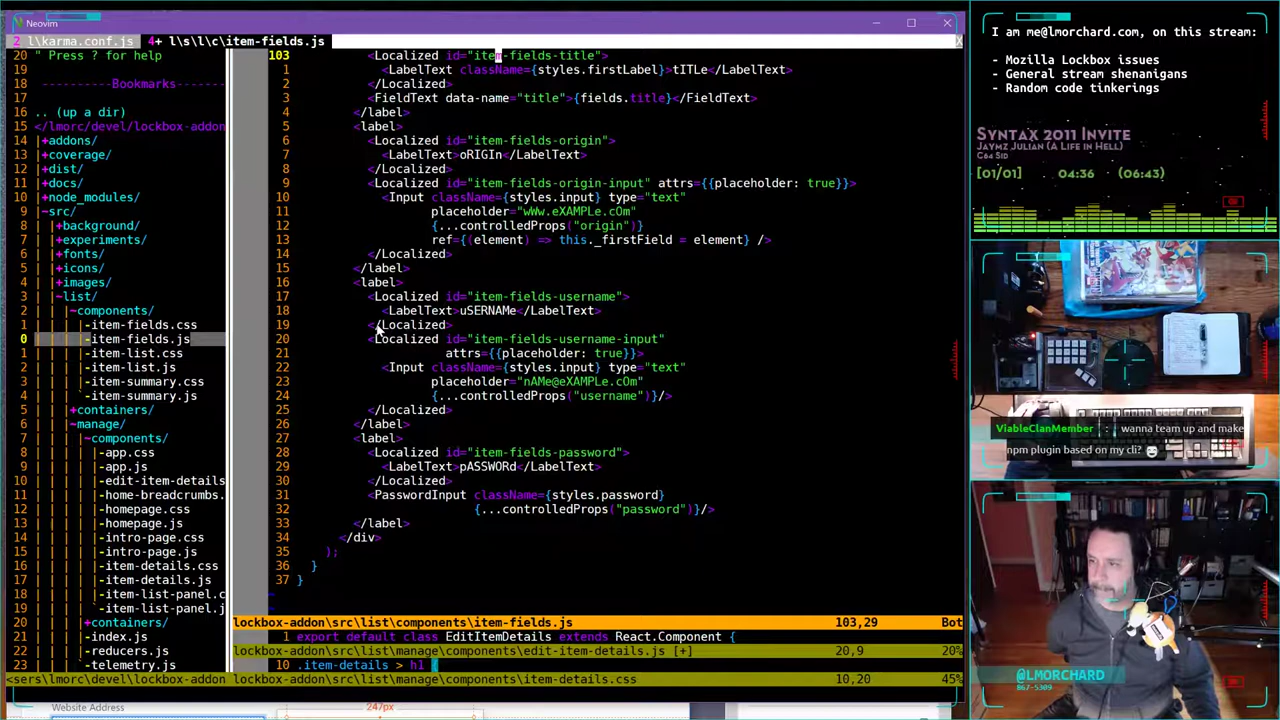 Neovim
2 l\karma.conf.js 4+ l\s\l\c\item-fields.js X
20 " Press ? for help
19
18 ----------Bookmarks-------
17
16 .. (up a dir)
15 </lmorc/devel/lockbox-addon
14 |+addons/
13 |+coverage/
12 |+dist/
11 |+docs/
10 |+node_modules/
9 |~src/
8 | |+background/
7 | |+experiments/
6 | |+fonts/
5 | |+icons/
4 | |+images/
3 | |~list/
2 | | |~components/
1 | | | |-item-fields.css
0 | | | |-item-fields.js
1 | | | |-item-list.css
2 | | | |-item-list.js
3 | | | |-item-summary.css
4 | | | `-item-summary.js
5 | | |+containers/
6 | | |~manage/
7 | | | |~components/
8 | | | | |-app.css
9 | | | | |-app.js
10 | | | | |-edit-item-details
11 | | | | |-home-breadcrumbs.
12 | | | | |-homepage.css
13 | | | | |-homepage.js
14 | | | | |-intro-page.css
15 | | | | |-intro-page.js
16 | | | | |-item-details.css
17 | | | | |-item-details.js
18 | | | | |-item-list-panel.c
19 | | | | `-item-list-panel.j
20 | | | |+containers/
21 | | | |-index.js
22 | | | |-reducers.js
23 | | | |-telemetry.js
<sers\lmorc\devel\lockbox-addon
103 <Localized id="item-fields-title">
1 <LabelText className={styles.firstLabel}>tITLe</LabelText>
2 </Localized>
3 <FieldText data-name="title">{fields.title}</FieldText>
4 </label>
5 <label>
6 <Localized id="item-fields-origin">
7 <LabelText>oRIGIn</LabelText>
8 </Localized>
9 <Localized id="item-fields-origin-input" attrs={{placeholder: true}}>
10 <Input className={styles.input} type="text"
11 placeholder="wWw.eXAMPLe.cOm"
12 {...controlledProps("origin")}
13 ref={(element) => this._firstField = element} />
14 </Localized>
15 </label>
16 <label>
17 <Localized id="item-fields-username">
18 <LabelText>uSERNAMe</LabelText>
19 </Localized>
20 <Localized id="item-fields-username-input"
21 attrs={{placeholder: true}}>
22 <Input className={styles.input} type="text"
23 placeholder="nAMe@eXAMPLe.cOm"
24 {...controlledProps("username")}/>
25 </Localized>
26 </label>
27 <label>
28 <Localized id="item-fields-password">
29 <LabelText>pASSWORd</LabelText>
30 </Localized>
31 <PasswordInput className={styles.password}
32 {...controlledProps("password")}/>
33 </label>
34 </div>
35 );
36 }
37 }
~
~
lockbox-addon\src\list\components\item-fields.js 103,29 Bot
1 export default class EditItemDetails extends React.Component {
lockbox-addon\src\list\manage\components\edit-item-details.js [+] 20,9 20%
10 .item-details > h1 {
lockbox-addon\src\list\manage\components\item-details.css 10,20 45%
Website Address
247px
I am me@lmorchard.com, on this stream:
- Mozilla Lockbox issues
- General stream shenanigans
- Random code tinkerings
Syntax 2011 Invite
Jaymz Julian (A Life in Hell)
C64 SID
[01/01] 04:36 (06:43)
ViableClanMember : wanna team up and make npm plugin based on my cli?
@LMORCHARD
867-5309